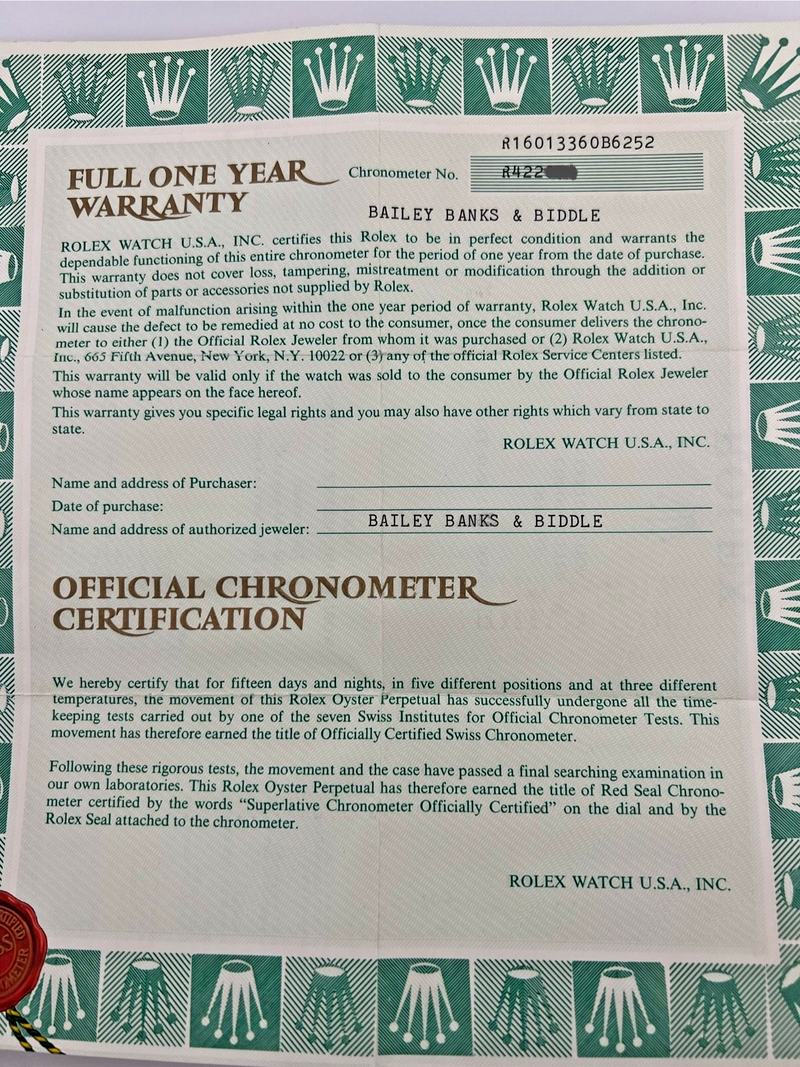 R16013360B6252
FULL ONE YEAR
WARRANTY
Chronometer No.
R422
BAILEY BANKS & BIDDLE
ROLEX WATCH U.S.A., INC. certifies this Rolex to be in perfect condition and warrants the
dependable functioning of this entire chronometer for the period of one year from the date of purchase.
This warranty does not cover loss, tampering, mistreatment or modification through the addition or
substitution of parts or accessories not supplied by Rolex.
In the event of malfunction arising within the one year period of warranty, Rolex Watch U.S.A., Inc.
will cause the defect to be remedied at no cost to the consumer, once the consumer delivers the chrono-
meter to either (1) the Official Rolex Jeweler from whom it was purchased or (2) Rolex Watch U.S.A.,
Inc., 665 Fifth Avenue, New York, N.Y. 10022 or (3) any of the official Rolex Service Centers listed.
This warranty will be valid only if the watch was sold to the consumer by the Official Rolex Jeweler
whose name appears on the face hereof.
This warranty gives you specific legal rights and you may also have other rights which vary from state to
state.
ROLEX WATCH U.S.A., INC.
Name and address of Purchaser:
Date of purchase:
Name and address of authorized jeweler: BAILEY BANKS & BIDDLE
OFFICIAL CHRONOMETER
CERTIFICATION
We hereby certify that for fifteen days and nights, in five different positions and at three different
temperatures, the movement of this Rolex Oyster Perpetual has successfully undergone all the time-
keeping tests carried out by one of the seven Swiss Institutes for Official Chronometer Tests. This
movement has therefore earned the title of Officially Certified Swiss Chronometer.
Following these rigorous tests, the movement and the case have passed a final searching examination in
our own laboratories. This Rolex Oyster Perpetual has therefore earned the title of Red Seal Chrono-
meter certified by the words “Superlative Chronometer Officially Certified” on the dial and by the
Rolex Seal attached to the chronometer.
ROLEX WATCH U.S.A., INC.